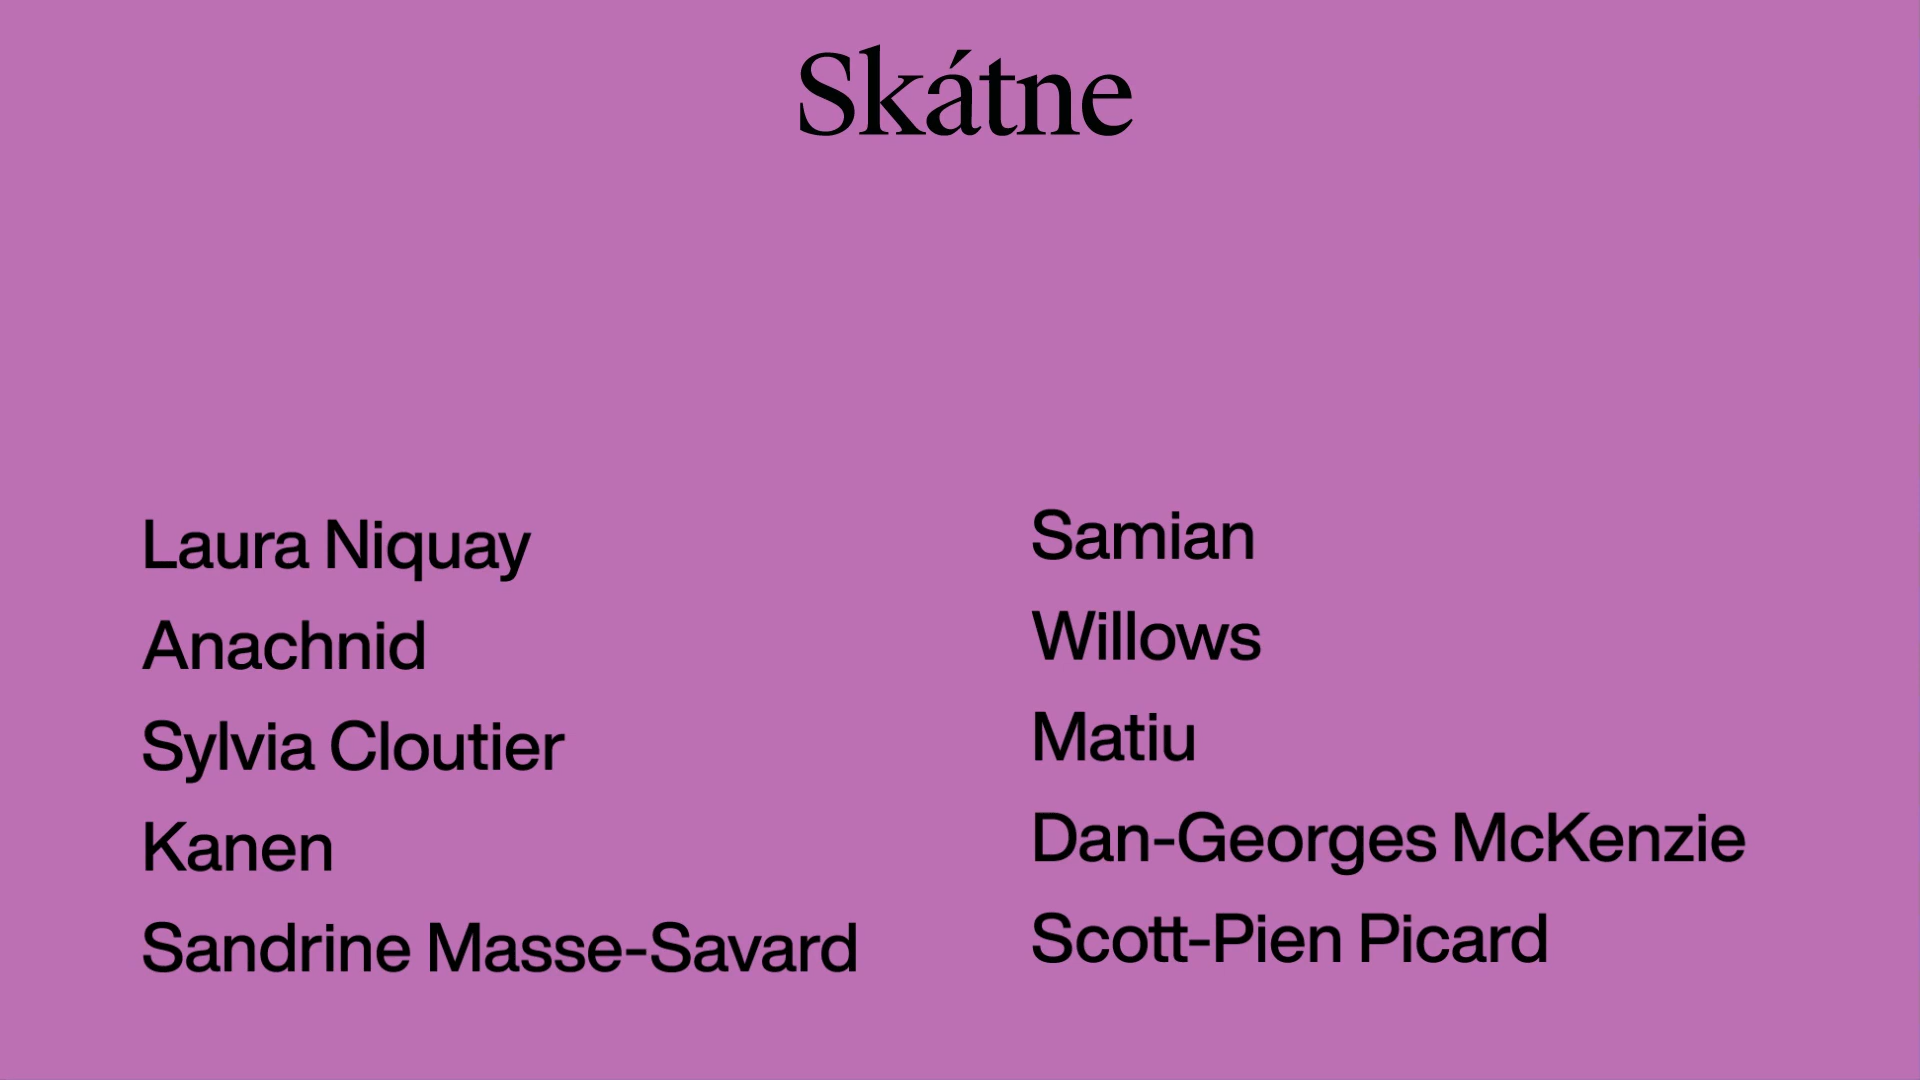 Skátne
Laura Niquay
Anachnid
Sylvia Cloutier
Kanen
Sandrine Masse-Savard
Samian
Willows
Matiu
Dan-Georges McKenzie
Scott-Pien Picard